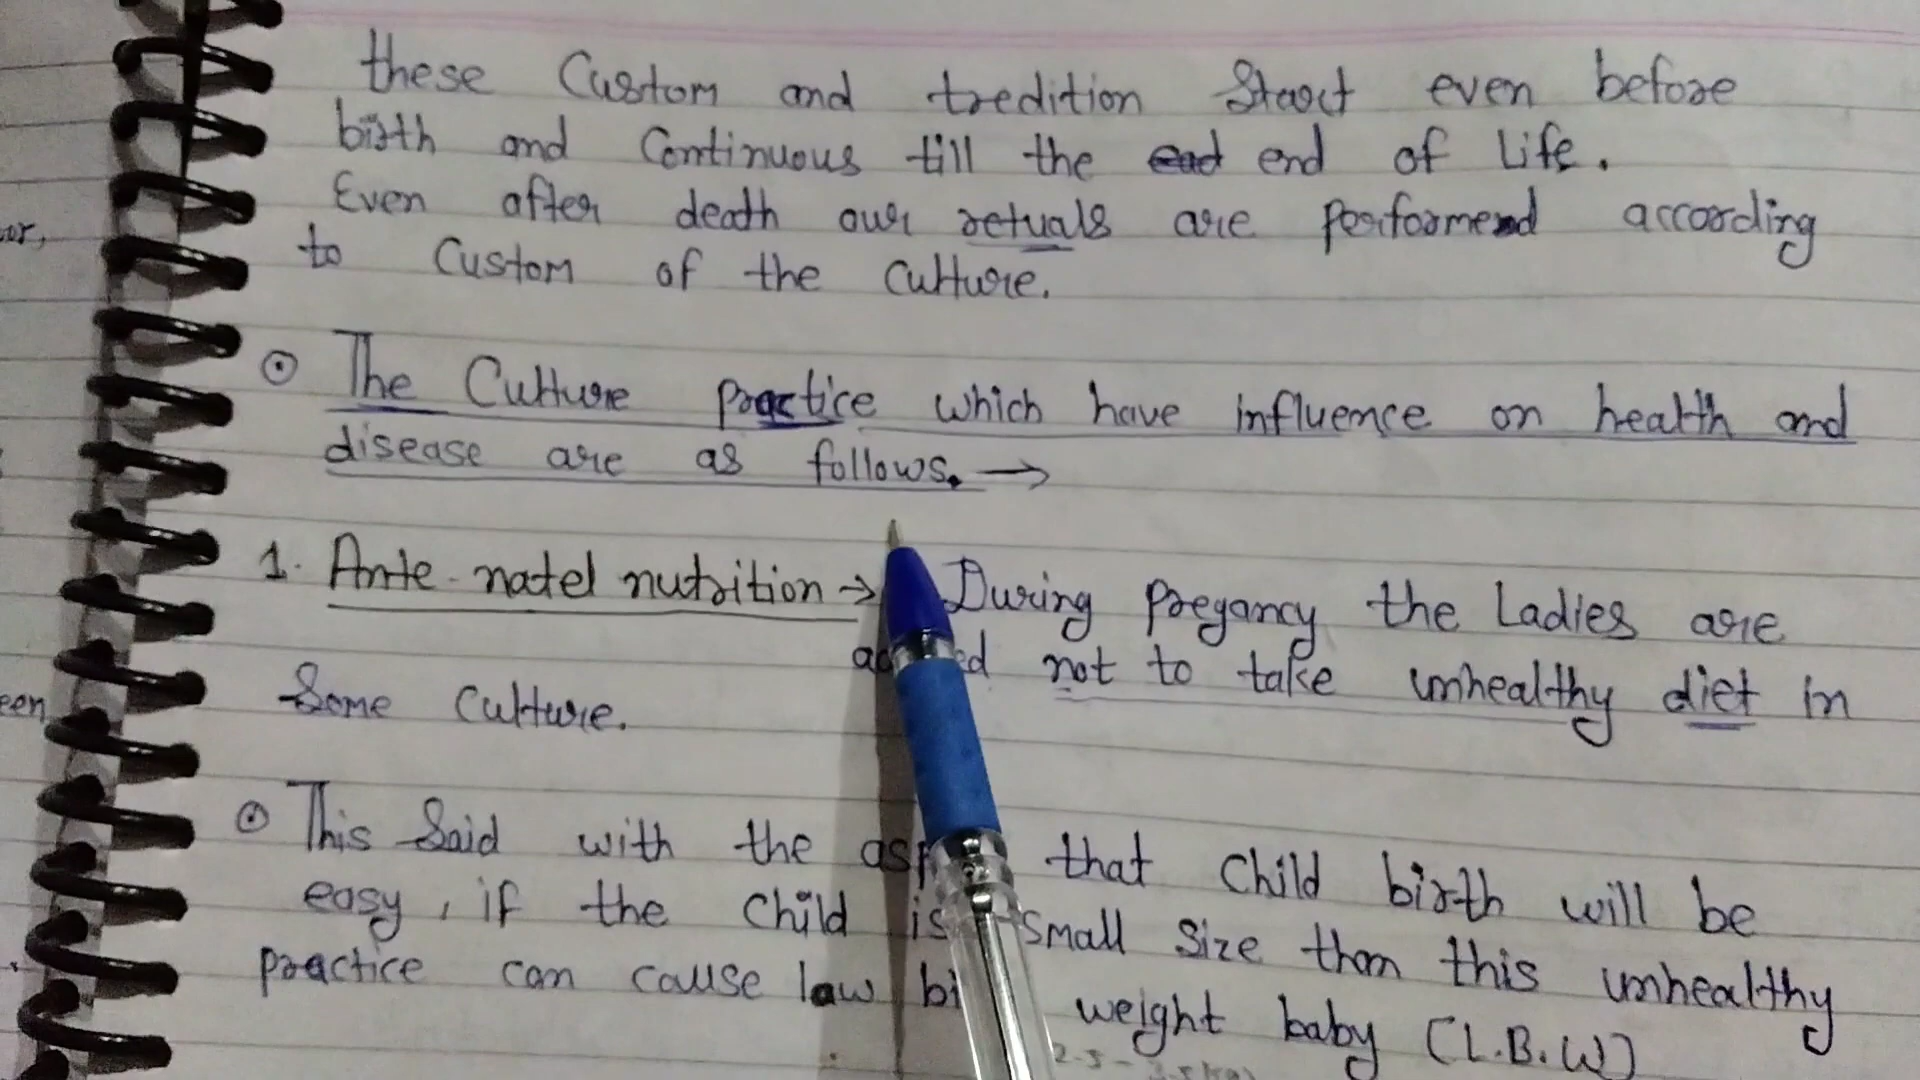 these Custom and tredition Start even before
birth and Continuous till the end end of Life.
Even after death our retuals are performend according
to Custom of the Culture.
⊙ The Culture practice which have influence on health and
disease are as follows. →
1. Ante-natel nutrition → During pregancy the Ladies are
not to take unhealthy diet in
Some Culture.
⊙ This Said with the that Child birth will be
easy, if the Child is Small Size than this unhealthy
practice can cause law weight baby (L.B.W)
or,
een